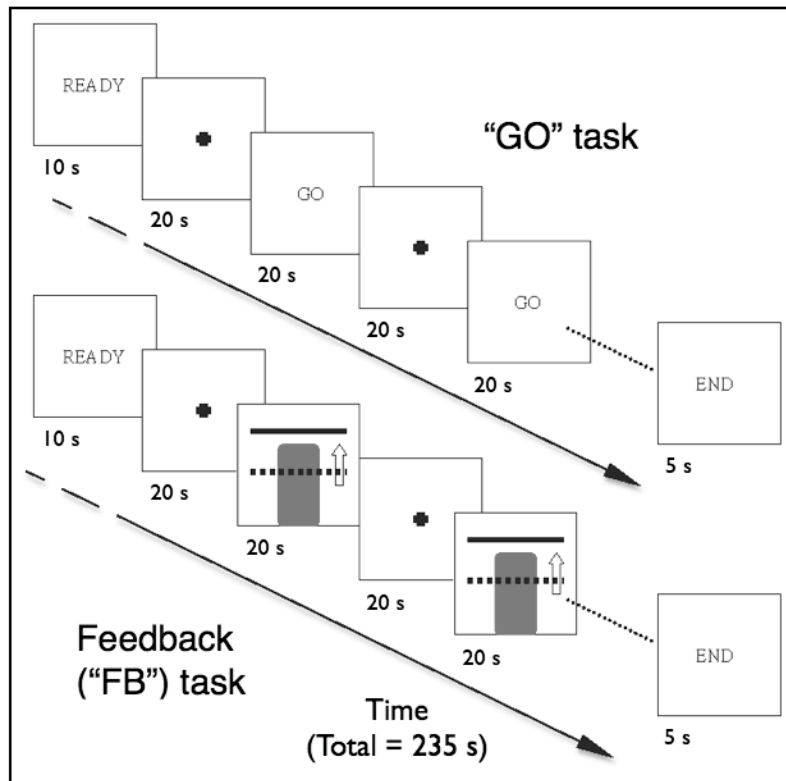 READY
10 s
20 s
GO
20 s
20 s
GO
20 s
END
5 s
“GO” task
READY
10 s
20 s
20 s
20 s
20 s
END
5 s
Feedback
(“FB”) task
Time
(Total = 235 s)